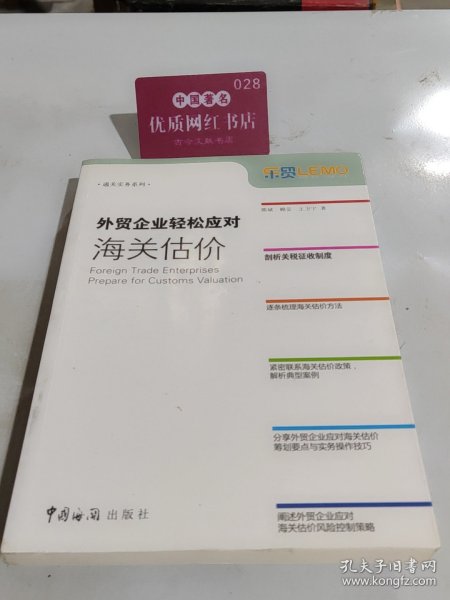 028
中国著名
优质网红书店
古今文献书店
乐贸LEMO
·通关实务系列·
外贸企业轻松应对
海关估价
Foreign Trade Enterprises
Prepare for Customs Valuation
著
剖析关税征收制度
逐条梳理海关估价方法
紧密联系海关估价政策，
解析典型案例
分享外贸企业应对海关估价
筹划要点与实务操作技巧
阐述外贸企业应对
海关估价风险控制策略
中国海关出版社
孔夫子旧书网
www.kongfz.com